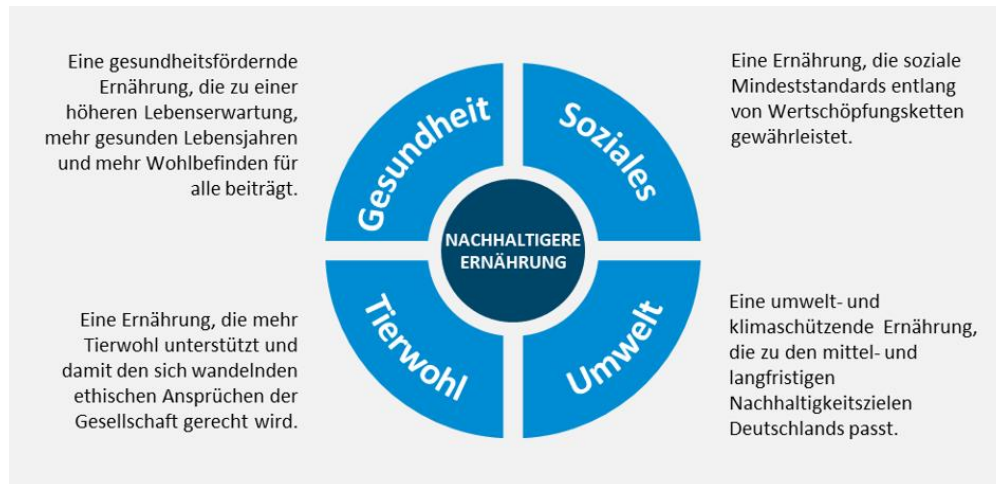 Eine gesundheitsfördernde
Ernährung, die zu einer
höheren Lebenserwartung,
mehr gesunden Lebensjahren
und mehr Wohlbefinden für
alle beiträgt.
Gesundheit
Soziales
Eine Ernährung, die soziale
Mindeststandards entlang
von Wertschöpfungsketten
gewährleistet.
NACHHALTIGERE
ERNÄHRUNG
Eine Ernährung, die mehr
Tierwohl unterstützt und
damit den sich wandelnden
ethischen Ansprüchen der
Gesellschaft gerecht wird.
Tierwohl
Umwelt
Eine umwelt- und
klimaschützende Ernährung,
die zu den mittel- und
langfristigen
Nachhaltigkeitszielen
Deutschlands passt.